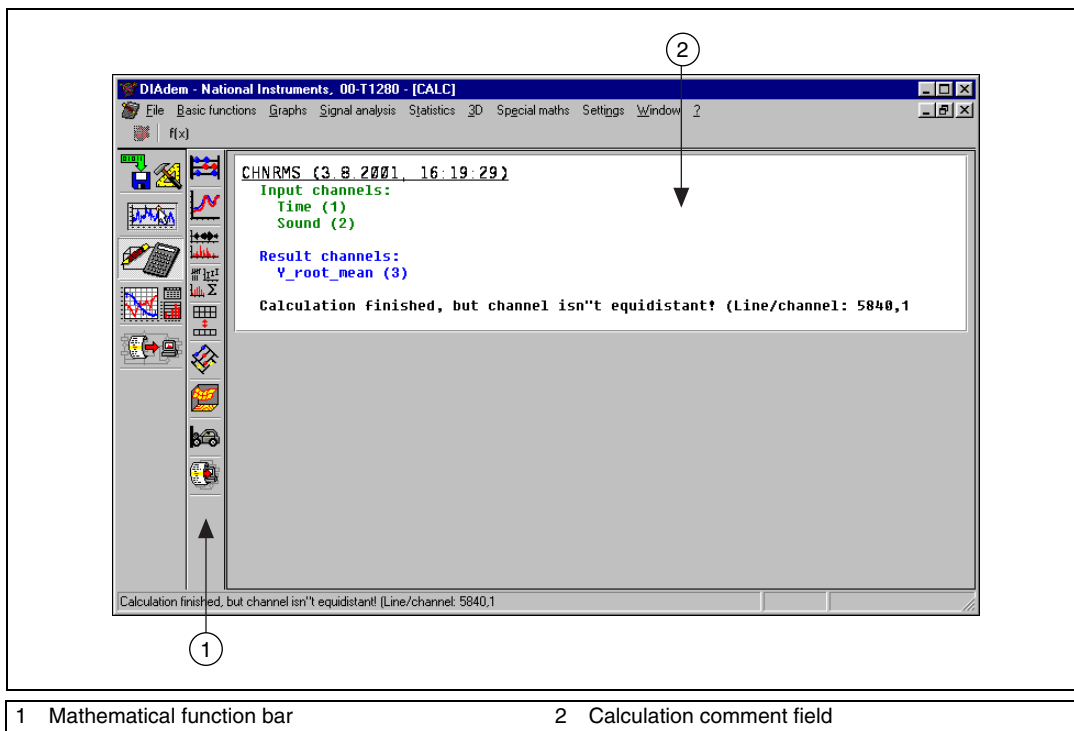 2
DIAdem - National Instruments, 00-T1280 - [CALC]
File Basic functions Graphs Signal analysis Statistics 3D Special maths Settings Window ?
f(x)
CHNRMS (3.8.2001, 16:19:29)
Input channels:
Time (1)
Sound (2)
Result channels:
Y_root_mean (3)
Calculation finished, but channel isn"t equidistant! (Line/channel: 5840,1
Calculation finished, but channel isn"t equidistant! (Line/channel: 5840,1
1
1 Mathematical function bar 2 Calculation comment field